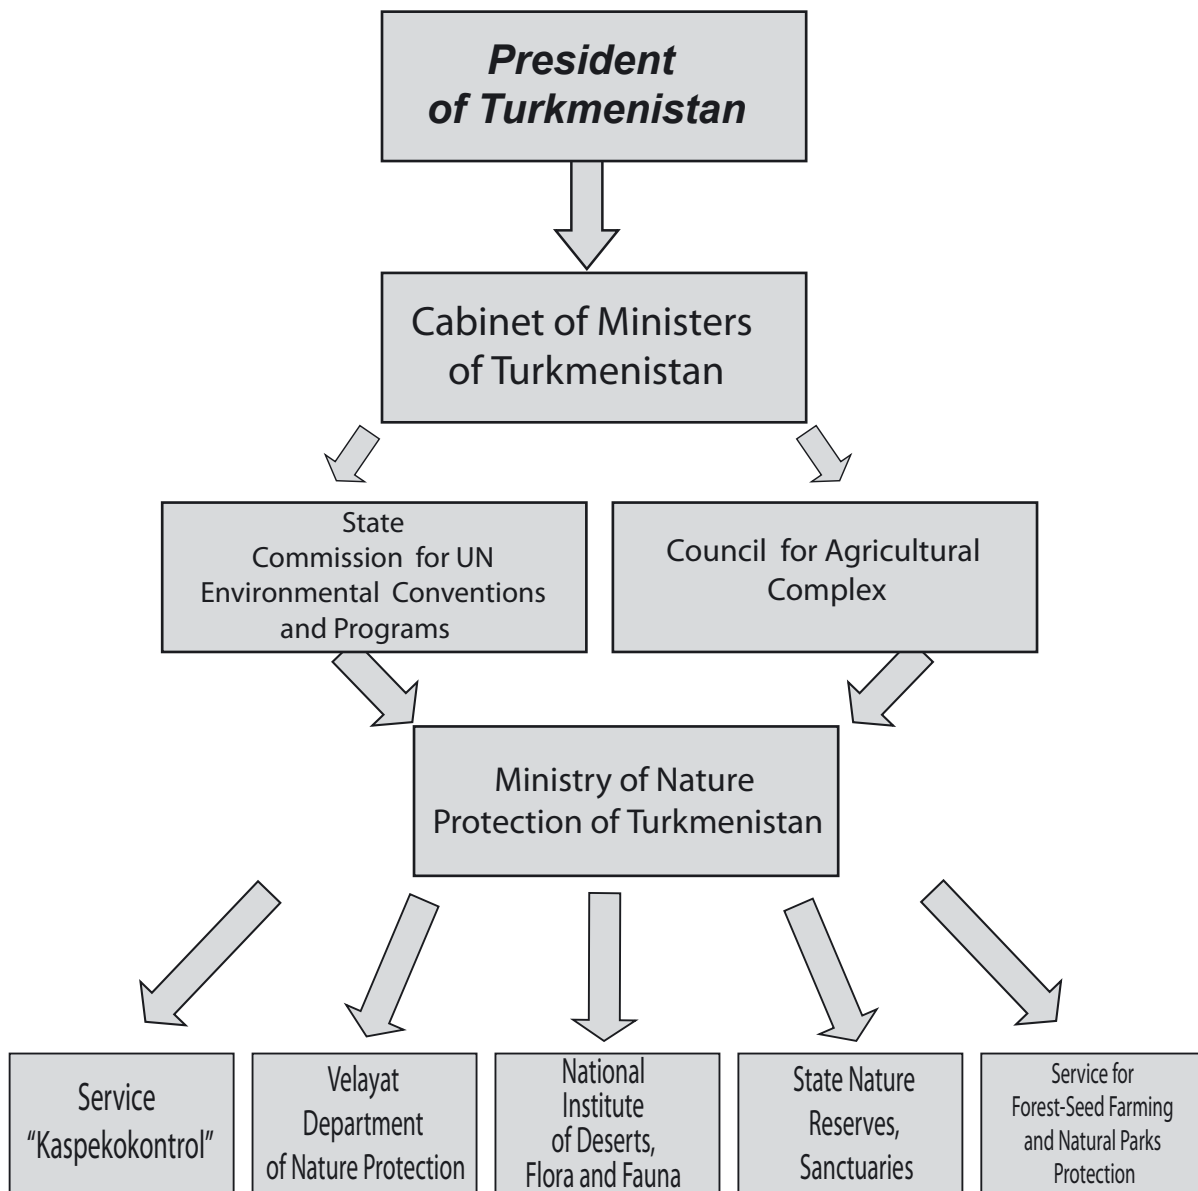 President
of Turkmenistan
Cabinet of Ministers
of Turkmenistan
State
Commission for UN
Environmental Conventions
and Programs
Council for Agricultural
Complex
Ministry of Nature
Protection of Turkmenistan
Service
“Kaspekokontrol”
Velayat
Department
of Nature Protection
National
Institute
of Deserts,
Flora and Fauna
State Nature
Reserves,
Sanctuaries
Service for
Forest-Seed Farming
and Natural Parks
Protection